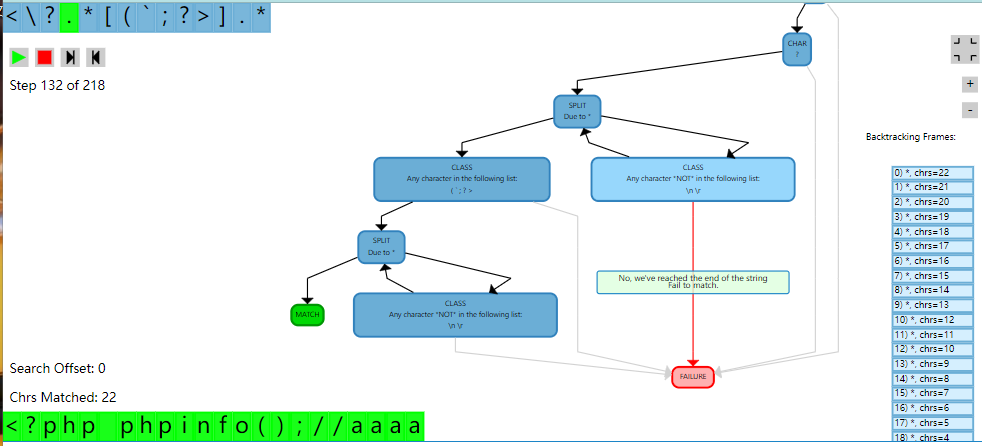 <\?.*[(`;?>].*
Step 132 of 218
CHAR
?
SPLIT
Due to *
CLASS
Any character in the following list:
( ` ; ? >
CLASS
Any character *NOT* in the following list:
\n \r
SPLIT
Due to *
MATCH
CLASS
Any character *NOT* in the following list:
\n \r
No, we've reached the end of the string
Fail to match.
FAILURE
+
-
Backtracking Frames:
0) *, chrs=22
1) *, chrs=21
2) *, chrs=20
3) *, chrs=19
4) *, chrs=18
5) *, chrs=17
6) *, chrs=16
7) *, chrs=15
8) *, chrs=14
9) *, chrs=13
10) *, chrs=12
11) *, chrs=11
12) *, chrs=10
13) *, chrs=9
14) *, chrs=8
15) *, chrs=7
16) *, chrs=6
17) *, chrs=5
18) *, chrs=4
Search Offset: 0
Chrs Matched: 22
<?php phpinfo();//aaaa